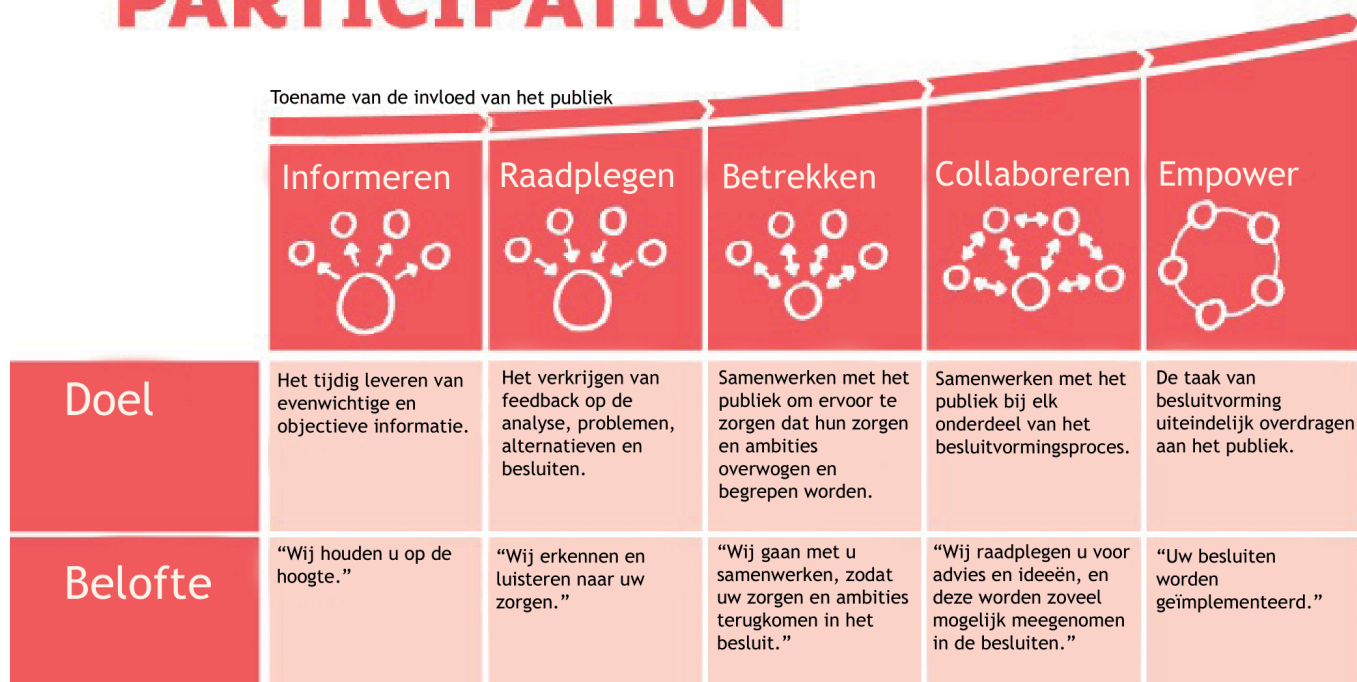 PARTICIPATION
Toename van de invloed van het publiek
Informeren
Raadplegen
Betrekken
Collaboreren
Empower
Doel
Het tijdig leveren van
evenwichtige en
objectieve informatie.
Het verkrijgen van
feedback op de
analyse, problemen,
alternatieven en
besluiten.
Samenwerken met het
publiek om ervoor te
zorgen dat hun zorgen
en ambities
overwogen en
begrepen worden.
Samenwerken met het
publiek bij elk
onderdeel van het
besluitvormingsproces.
De taak van
besluitvorming
uiteindelijk overdragen
aan het publiek.
Belofte
“Wij houden u op de
hoogte.”
“Wij erkennen en
luisteren naar uw
zorgen.”
“Wij gaan met u
samenwerken, zodat
uw zorgen en ambities
terugkomen in het
besluit.”
“Wij raadplegen u voor
advies en ideeën, en
deze worden zoveel
mogelijk meegenomen
in de besluiten.”
“Uw besluiten
worden
geïmplementeerd.”